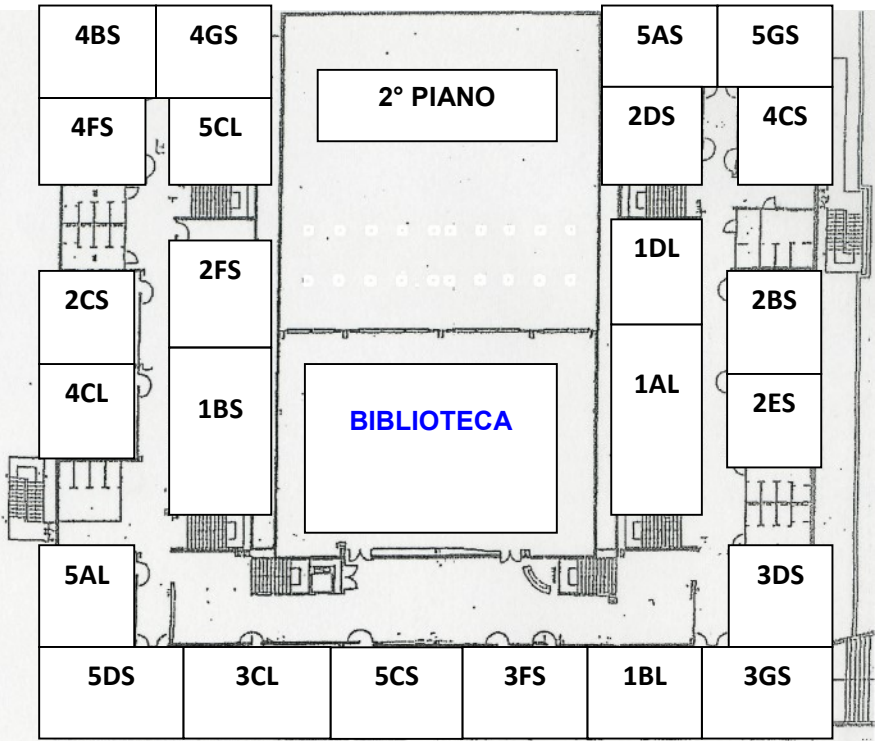 4BS 4GS 5AS 5GS
2° PIANO
4FS 5CL 2DS 4CS
1DL
2FS
2CS 2BS
4CL 1BS 1AL 2ES
BIBLIOTECA
5AL 3DS
5DS 3CL 5CS 3FS 1BL 3GS